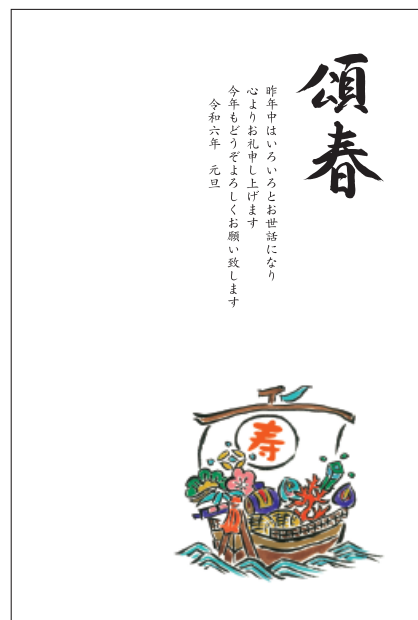 頌春
昨年中はいろいろとお世話になり
心よりお礼申し上げます
今年もどうぞよろしくお願い致します
令和六年　元旦
寿